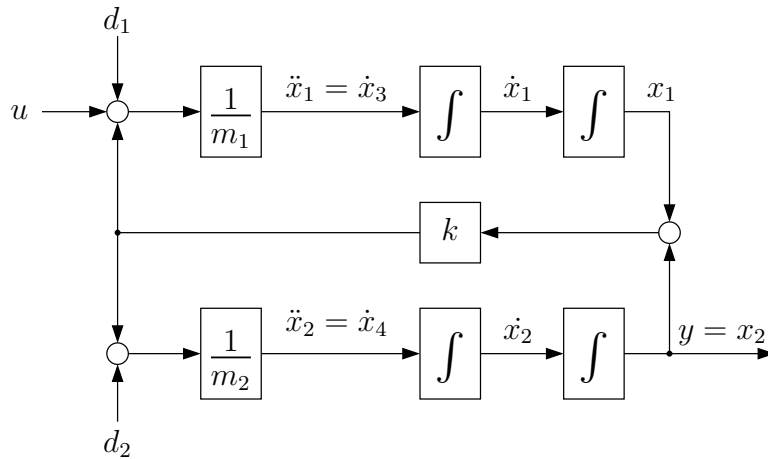 d₁
u
1/m₁
ẍ₁ = ẋ₃
∫
ẋ₁
∫
x₁
k
1/m₂
ẍ₂ = ẋ₄
∫
ẋ₂
∫
y = x₂
d₂